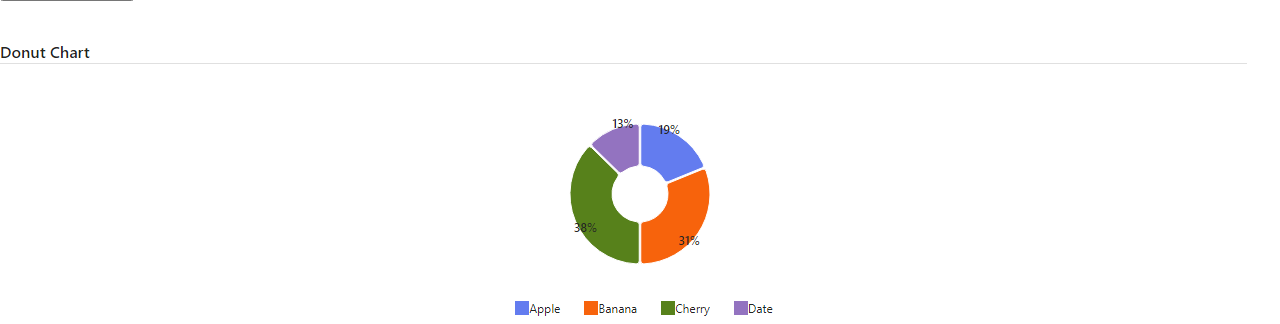 Donut Chart
13%
19%
38%
31%
Apple
Banana
Cherry
Date